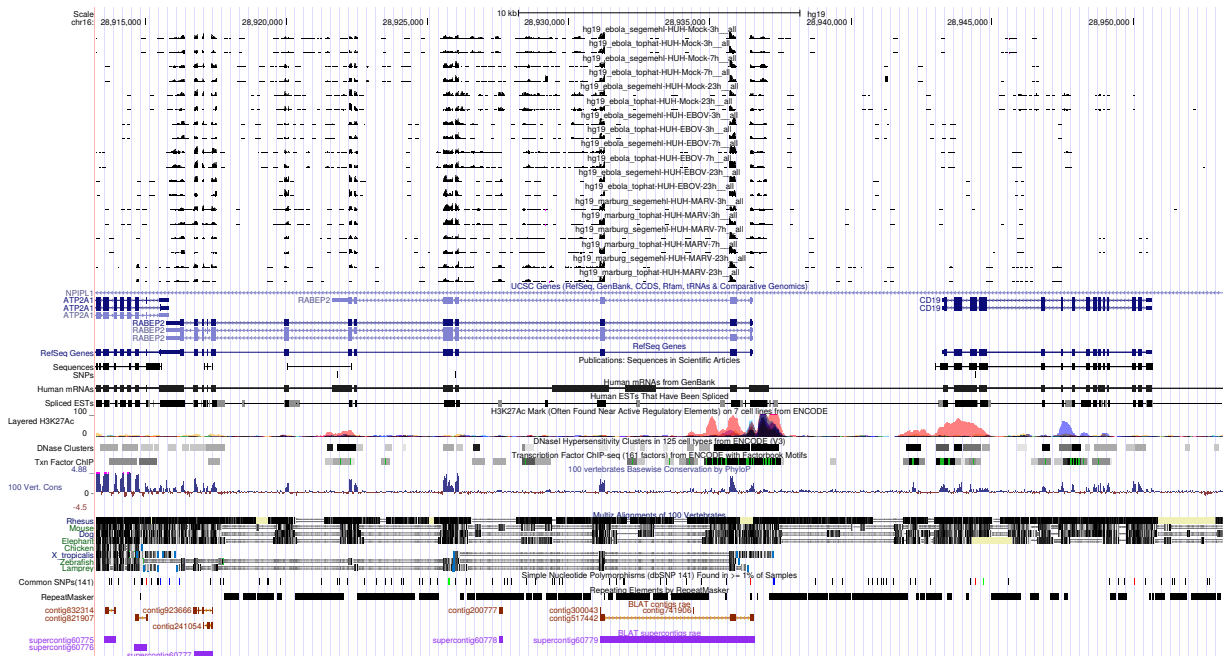 Scale 10 kb hg19
chr16: 28,915,000 28,920,000 28,925,000 28,930,000 28,935,000 28,940,000 28,945,000 28,950,000
hg19_ebola_segemehl-HUH-Mock-3h__all
hg19_ebola_tophat-HUH-Mock-3h__all
hg19_ebola_segemehl-HUH-Mock-7h__all
hg19_ebola_tophat-HUH-Mock-7h__all
hg19_ebola_segemehl-HUH-Mock-23h__all
hg19_ebola_tophat-HUH-Mock-23h__all
hg19_ebola_segemehl-HUH-EBOV-3h__all
hg19_ebola_tophat-HUH-EBOV-3h__all
hg19_ebola_segemehl-HUH-EBOV-7h__all
hg19_ebola_tophat-HUH-EBOV-7h__all
hg19_ebola_segemehl-HUH-EBOV-23h__all
hg19_ebola_tophat-HUH-EBOV-23h__all
hg19_marburg_segemehl-HUH-MARV-3h__all
hg19_marburg_tophat-HUH-MARV-3h__all
hg19_marburg_segemehl-HUH-MARV-7h__all
hg19_marburg_tophat-HUH-MARV-7h__all
hg19_marburg_segemehl-HUH-MARV-23h__all
hg19_marburg_tophat-HUH-MARV-23h__all
UCSC Genes (RefSeq, GenBank, CCDS, Rfam, tRNAs & Comparative Genomics)
NPIPL1
ATP2A1 RABEP2 CD19
ATP2A1 CD19
ATP2A1
RABEP2
RABEP2
RABEP2
RefSeq Genes
RefSeq Genes
Publications: Sequences in Scientific Articles
Sequences
SNPs
Human mRNAs from GenBank
Human mRNAs
Human ESTs That Have Been Spliced
Spliced ESTs
H3K27Ac Mark (Often Found Near Active Regulatory Elements) on 7 cell lines from ENCODE
100
Layered H3K27Ac
0
DNaseI Hypersensitivity Clusters in 125 cell types from ENCODE (V3)
DNase Clusters
Transcription Factor ChIP-seq (161 factors) from ENCODE with Factorbook Motifs
Txn Factor ChIP
100 vertebrates Basewise Conservation by PhyloP
4.88
100 Vert. Cons
0
-4.5
Multiz Alignments of 100 Vertebrates
Rhesus
Mouse
Dog
Elephant
Chicken
X_tropicalis
Zebrafish
Lamprey
Simple Nucleotide Polymorphisms (dbSNP 141) Found in >= 1% of Samples
Common SNPs(141)
Repeating Elements by RepeatMasker
RepeatMasker
BLAT contigs rae
contig832314 contig923666 contig200777 contig300043 contig741906
contig821907 contig517442
contig241054
BLAT supercontigs rae
supercontig60775 supercontig60778 supercontig60779
supercontig60776
supercontig60777